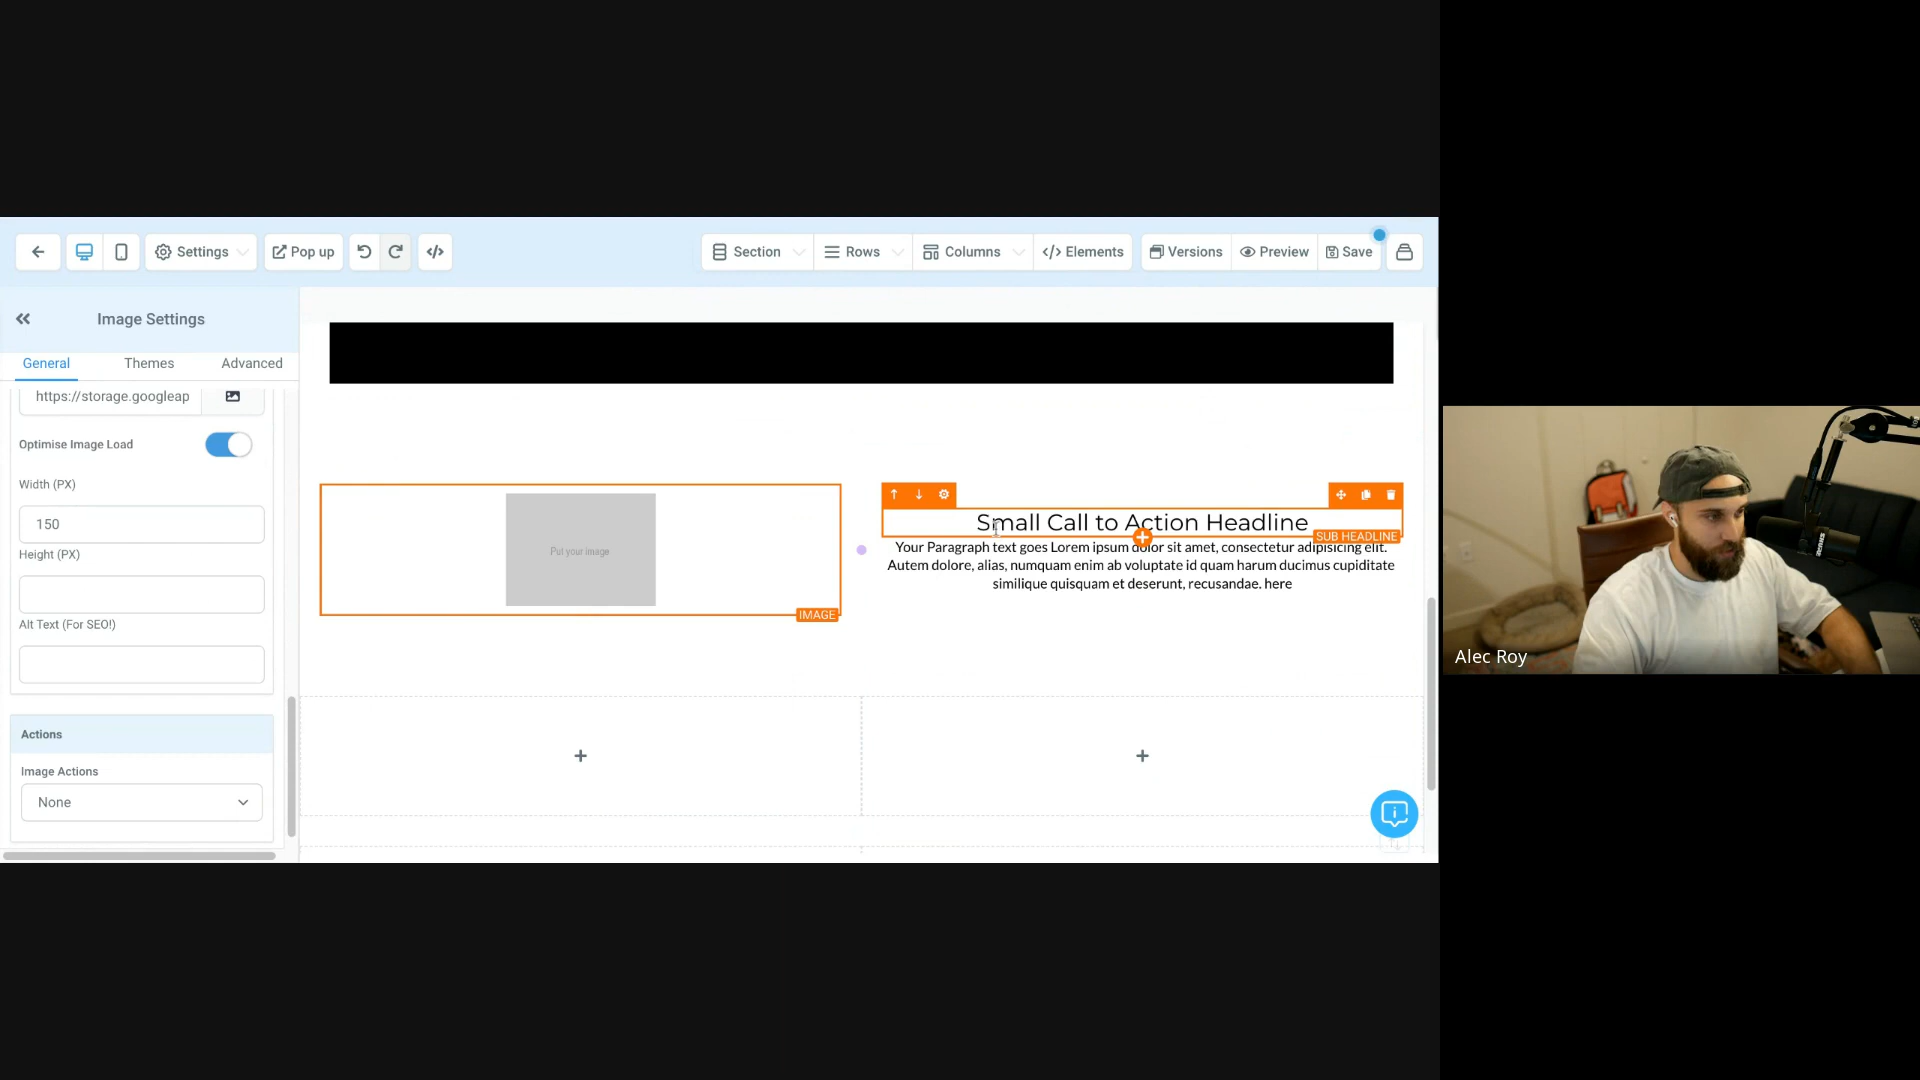 Settings
Pop up
Section
Rows
Columns
Elements
Versions
Preview
Save
Image Settings
General
Themes
Advanced
https://storage.googleap
Optimise Image Load
Width (PX)
150
Height (PX)
Alt Text (For SEO!)
Actions
Image Actions
None
Put your image
IMAGE
Small Call to Action Headline
SUB HEADLINE
Your Paragraph text goes Lorem ipsum dolor sit amet, consectetur adipisicing elit.
Autem dolore, alias, numquam enim ab voluptate id quam harum ducimus cupiditate
similique quisquam et deserunt, recusandae. here
Alec Roy